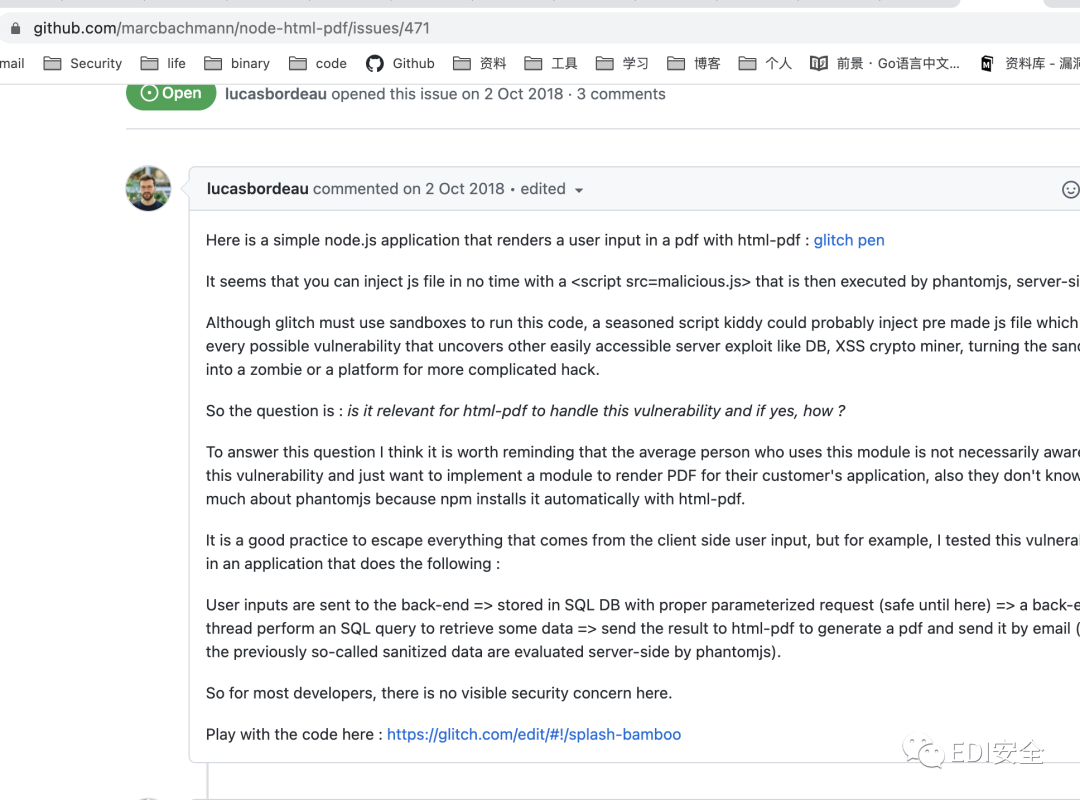 github.com/marcbachmann/node-html-pdf/issues/471
mail Security life binary code Github 资料 工具 学习 博客 个人 前景 · Go语言中文... 资料库 - 漏洞
Open lucasbordeau opened this issue on 2 Oct 2018 · 3 comments
lucasbordeau commented on 2 Oct 2018 • edited
Here is a simple node.js application that renders a user input in a pdf with html-pdf : glitch pen
It seems that you can inject js file in no time with a <script src=malicious.js> that is then executed by phantomjs, server-si
Although glitch must use sandboxes to run this code, a seasoned script kiddy could probably inject pre made js file which
every possible vulnerability that uncovers other easily accessible server exploit like DB, XSS crypto miner, turning the sand
into a zombie or a platform for more complicated hack.
So the question is : is it relevant for html-pdf to handle this vulnerability and if yes, how ?
To answer this question I think it is worth reminding that the average person who uses this module is not necessarily aware
this vulnerability and just want to implement a module to render PDF for their customer's application, also they don't know
much about phantomjs because npm installs it automatically with html-pdf.
It is a good practice to escape everything that comes from the client side user input, but for example, I tested this vulnera
in an application that does the following :
User inputs are sent to the back-end => stored in SQL DB with proper parameterized request (safe until here) => a back-e
thread perform an SQL query to retrieve some data => send the result to html-pdf to generate a pdf and send it by email (
the previously so-called sanitized data are evaluated server-side by phantomjs).
So for most developers, there is no visible security concern here.
Play with the code here : https://glitch.com/edit/#!/splash-bamboo
EDI安全